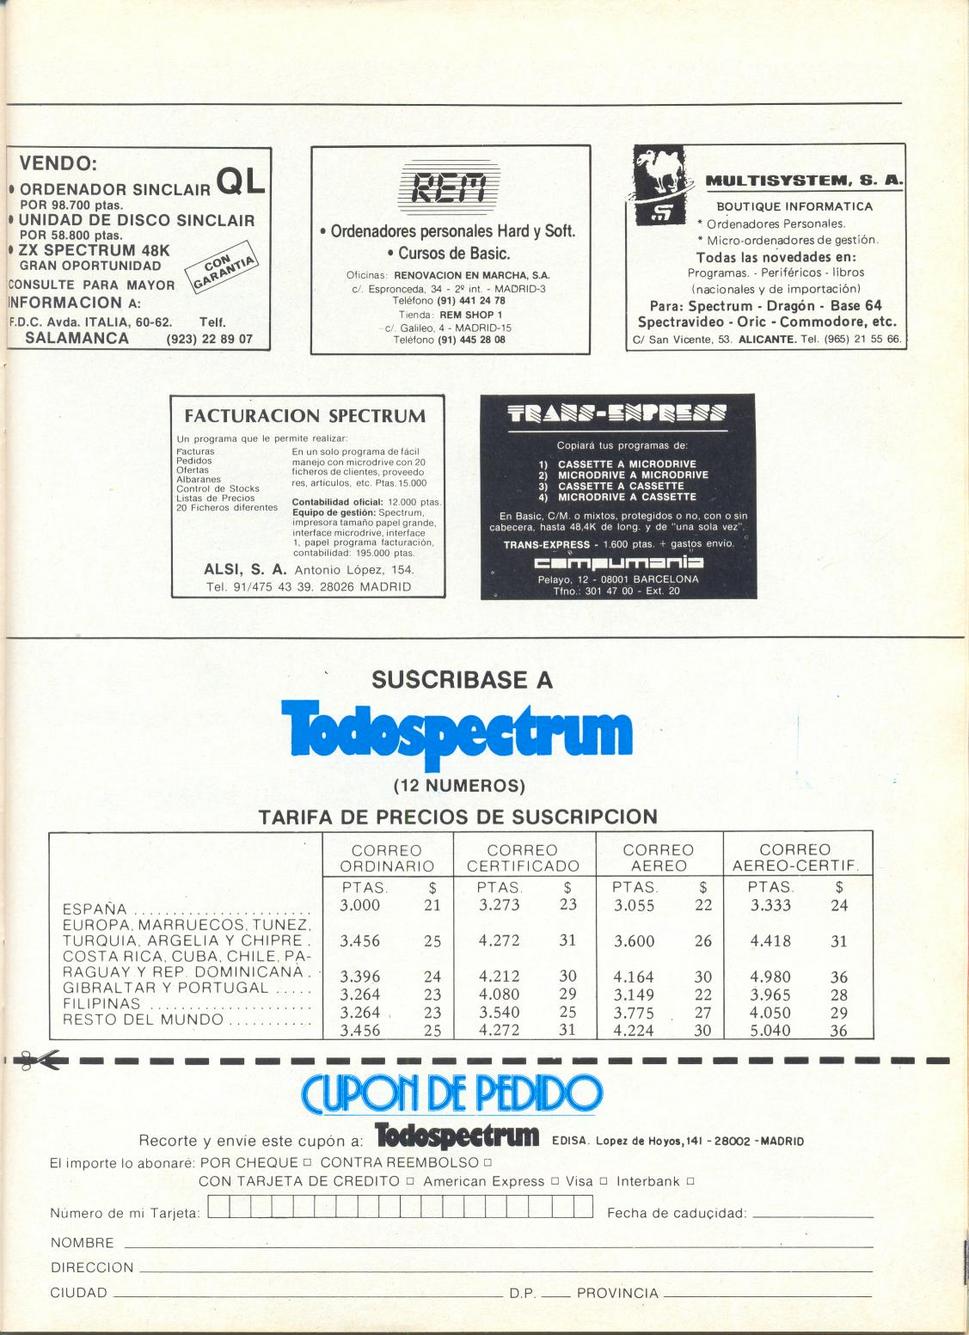 VENDO:
• ORDENADOR SINCLAIR QL
POR 98.700 ptas.
• UNIDAD DE DISCO SINCLAIR
POR 58.800 ptas.
• ZX SPECTRUM 48K
GRAN OPORTUNIDAD
CON GARANTIA
CONSULTE PARA MAYOR
INFORMACION A:
F.D.C. Avda. ITALIA, 60-62. Telf.
SALAMANCA (923) 22 89 07
REM
• Ordenadores personales Hard y Soft.
• Cursos de Basic.
Oficinas: RENOVACION EN MARCHA, S.A.
c/. Espronceda, 34 - 2º int. - MADRID-3
Teléfono (91) 441 24 78
Tienda: REM SHOP 1
c/. Galileo, 4 - MADRID-15
Teléfono (91) 445 28 08
MULTISYSTEM, S. A.
BOUTIQUE INFORMATICA
* Ordenadores Personales.
* Micro-ordenadores de gestión.
Todas las novedades en:
Programas. - Periféricos - libros
(nacionales y de importación)
Para: Spectrum - Dragón - Base 64
Spectravideo - Oric - Commodore, etc.
C/ San Vicente, 53. ALICANTE. Tel. (965) 21 55 66.
FACTURACION SPECTRUM
Un programa que le permite realizar:
Facturas
Pedidos
Ofertas
Albaranes
Control de Stocks
Listas de Precios
20 Ficheros diferentes
En un solo programa de fácil
manejo con microdrive con 20
ficheros de clientes, proveedo
res, artículos, etc. Ptas. 15.000
Contabilidad oficial: 12.000 ptas.
Equipo de gestión: Spectrum,
impresora tamaño papel grande,
interface microdrive, interface
1, papel programa facturación,
contabilidad: 195.000 ptas.
ALSI, S. A. Antonio López, 154.
Tel. 91/475 43 39. 28026 MADRID
TRANS-EXPRESS
Copiará tus programas de:
1) CASSETTE A MICRODRIVE
2) MICRODRIVE A MICRODRIVE
3) CASSETTE A CASSETTE
4) MICRODRIVE A CASSETTE
En Basic, C/M. o mixtos, protegidos o no, con o sin
cabecera, hasta 48,4K de long. y de "una sola vez".
TRANS-EXPRESS - 1.600 ptas. + gastos envio.
compumania
Pelayo, 12 - 08001 BARCELONA
Tfno.: 301 47 00 - Ext. 20
SUSCRIBASE A
Todospectrum
(12 NUMEROS)
TARIFA DE PRECIOS DE SUSCRIPCION
CORREO ORDINARIO CORREO CERTIFICADO CORREO AEREO CORREO AEREO-CERTIF.
PTAS. $ PTAS. $ PTAS. $ PTAS. $
ESPAÑA ....................... 3.000 21 3.273 23 3.055 22 3.333 24
EUROPA, MARRUECOS, TUNEZ,
TURQUIA, ARGELIA Y CHIPRE . 3.456 25 4.272 31 3.600 26 4.418 31
COSTA RICA, CUBA, CHILE, PA-
RAGUAY Y REP. DOMINICANA . 3.396 24 4.212 30 4.164 30 4.980 36
GIBRALTAR Y PORTUGAL ..... 3.264 23 4.080 29 3.149 22 3.965 28
FILIPINAS ..................... 3.264 23 3.540 25 3.775 27 4.050 29
RESTO DEL MUNDO ........... 3.456 25 4.272 31 4.224 30 5.040 36
CUPON DE PEDIDO
Recorte y envie este cupón a: Todospectrum EDISA. Lopez de Hoyos, 141 - 28002 - MADRID
El importe lo abonaré: POR CHEQUE □ CONTRA REEMBOLSO □
CON TARJETA DE CREDITO □ American Express □ Visa □ Interbank □
Número de mi Tarjeta: Fecha de caducidad:
NOMBRE
DIRECCION
CIUDAD D.P. PROVINCIA